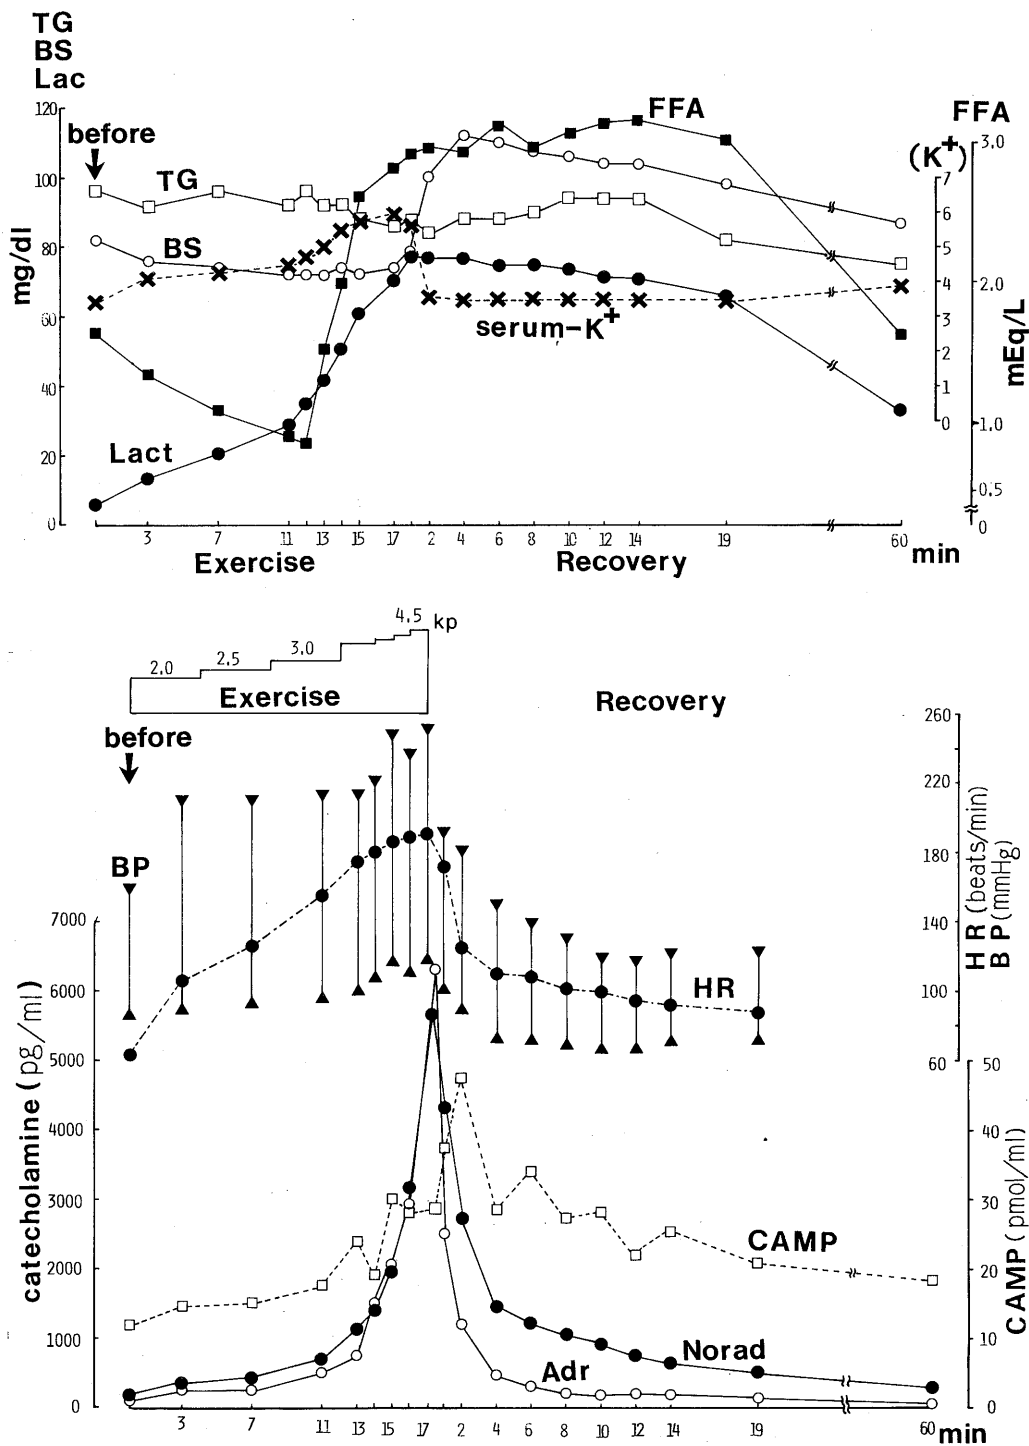 TG
BS
Lac
120
before
FFA
FFA
3.0
(K⁺)
100
TG
7
6
BS
5
80
4
2.0
mg/dl
serum-K⁺
3
60
mEq/L
2
40
1
0
1.0
Lact
20
0.5
0
0
3 7 11 13 15 17 2 4 6 8 10 12 14 19 60 min
Exercise Recovery
4.5 kp
2.0 2.5 3.0
Exercise
Recovery
before
260
220
BP
180
HR (beats/min)
BP (mmHg)
7000
140
6000
HR
100
5000
60 50
catecholamine (pg/ml)
4000
40
3000
30
CAMP
2000
20
CAMP (pmol/ml)
1000
Adr Norad
10
0
0
3 7 11 13 15 17 2 4 6 8 10 12 14 19 60 min